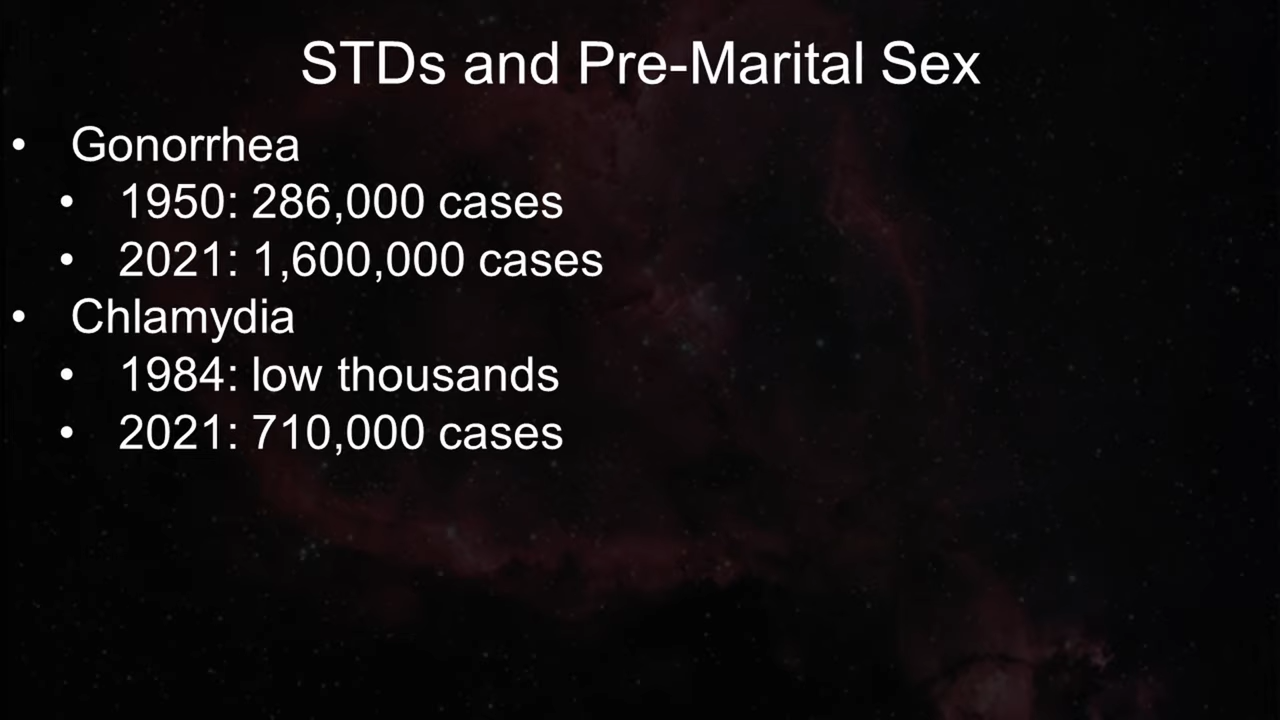 STDs and Pre-Marital Sex
• Gonorrhea
• 1950: 286,000 cases
• 2021: 1,600,000 cases
• Chlamydia
• 1984: low thousands
• 2021: 710,000 cases